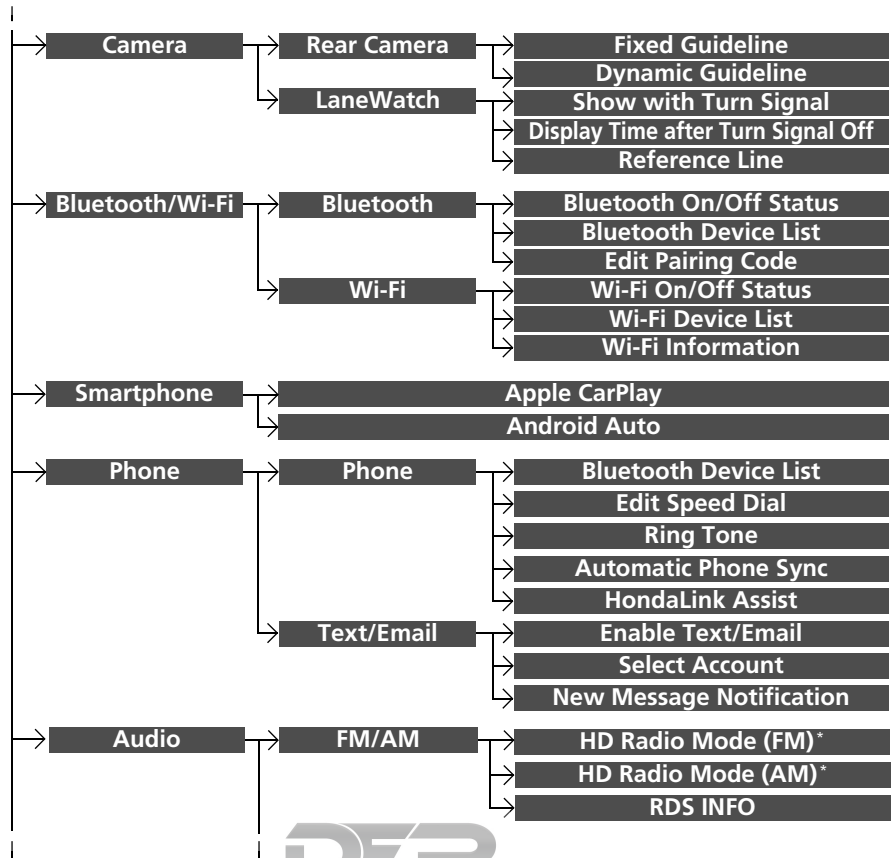 Camera Rear Camera Fixed Guideline
Dynamic Guideline
LaneWatch Show with Turn Signal
Display Time after Turn Signal Off
Reference Line
Bluetooth/Wi-Fi Bluetooth Bluetooth On/Off Status
Bluetooth Device List
Edit Pairing Code
Wi-Fi Wi-Fi On/Off Status
Wi-Fi Device List
Wi-Fi Information
Smartphone Apple CarPlay
Android Auto
Phone Phone Bluetooth Device List
Edit Speed Dial
Ring Tone
Automatic Phone Sync
HondaLink Assist
Text/Email Enable Text/Email
Select Account
New Message Notification
Audio FM/AM HD Radio Mode (FM)*
HD Radio Mode (AM)*
RDS INFO